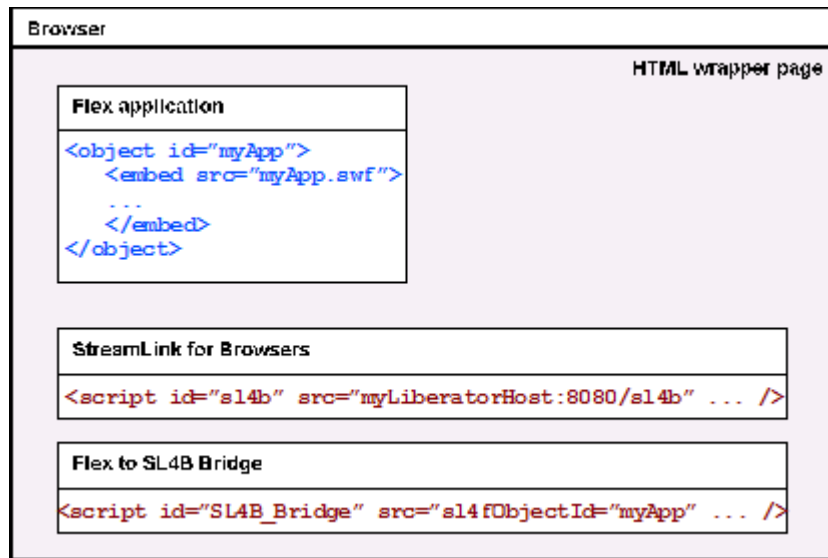 Browser
HTML wrapper page
Flex application
<object id="myApp">
<embed src="myApp.swf">
...
</embed>
</object>
StreamLink for Browsers
<script id="sl4b" src="myLiberatorHost:8080/sl4b" ... />
Flex to SL4B Bridge
<script id="SL4B_Bridge" src="sl4fObjectId="myApp" ... />